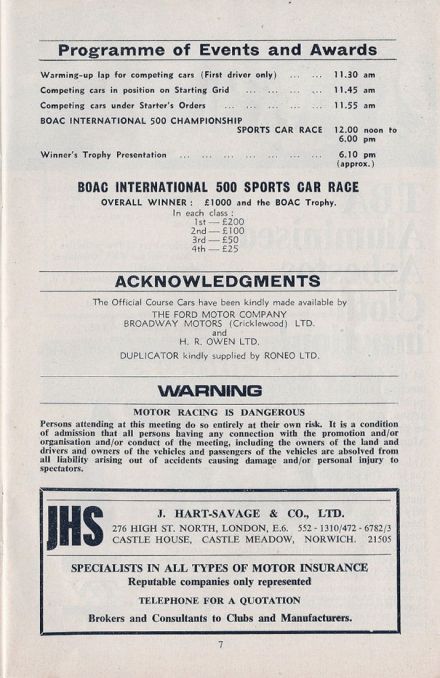 Programme of Events and Awards
Warming-up lap for competing cars (First driver only) ... ... 11.30 am
Competing cars in position on Starting Grid ... ... ... ... 11.45 am
Competing cars under Starter's Orders ... ... ... ... 11.55 am
BOAC INTERNATIONAL 500 CHAMPIONSHIP
SPORTS CAR RACE 12.00 noon to
6.00 pm
Winner's Trophy Presentation ... ... ... ... ... ... ... 6.10 pm
(approx.)
BOAC INTERNATIONAL 500 SPORTS CAR RACE
OVERALL WINNER : £1000 and the BOAC Trophy.
In each class :
1st — £200
2nd — £100
3rd — £50
4th — £25
ACKNOWLEDGMENTS
The Official Course Cars have been kindly made available by
THE FORD MOTOR COMPANY
BROADWAY MOTORS (Cricklewood) LTD.
and
H. R. OWEN LTD.
DUPLICATOR kindly supplied by RONEO LTD.
WARNING
MOTOR RACING IS DANGEROUS
Persons attending at this meeting do so entirely at their own risk. It is a condition
of admission that all persons having any connection with the promotion and/or
organisation and/or conduct of the meeting, including the owners of the land and
drivers and owners of the vehicles and passengers of the vehicles are absolved from
all liability arising out of accidents causing damage and/or personal injury to
spectators.
JHS
J. HART-SAVAGE & CO., LTD.
276 HIGH ST. NORTH, LONDON, E.6. 552 - 1310/472 - 6782/3
CASTLE HOUSE, CASTLE MEADOW, NORWICH. 21505
SPECIALISTS IN ALL TYPES OF MOTOR INSURANCE
Reputable companies only represented
TELEPHONE FOR A QUOTATION
Brokers and Consultants to Clubs and Manufacturers.
7